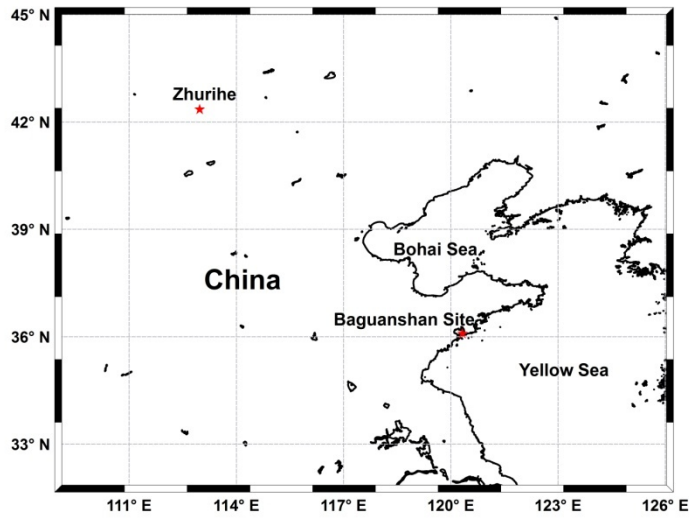 45° N
Zhurihe
42° N
39° N
Bohai Sea
China
Baguanshan Site
36° N
Yellow Sea
33° N
111° E 114° E 117° E 120° E 123° E 126° E